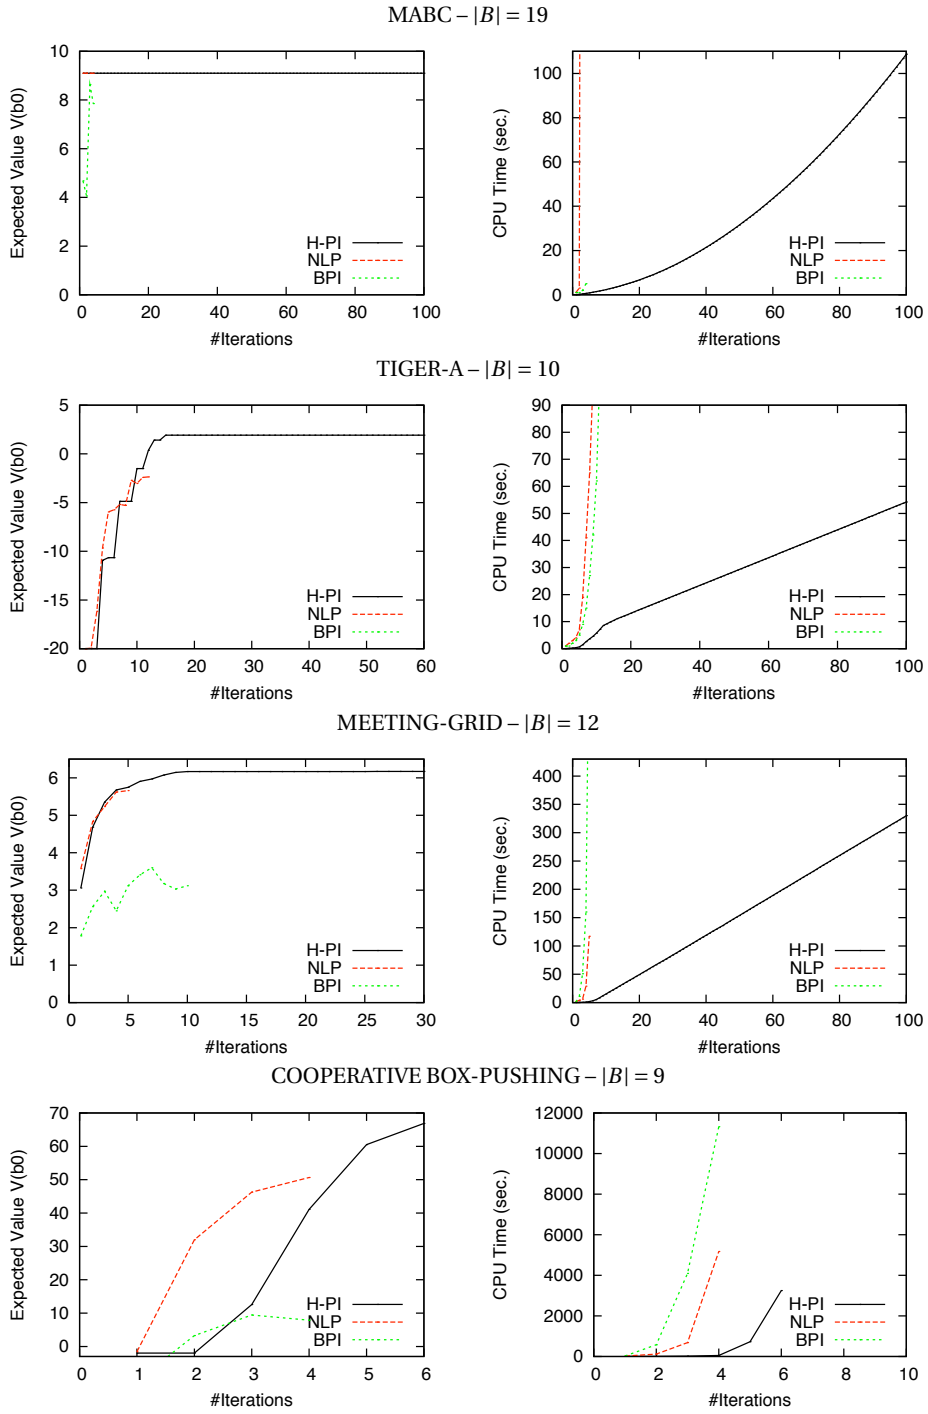 MABC – |B| = 19
Expected Value V(b0)
10
8
6
4
2
0
0 20 40 60 80 100
#Iterations
H-PI
NLP
BPI
CPU Time (sec.)
100
80
60
40
20
0
0 20 40 60 80 100
#Iterations
H-PI
NLP
BPI
TIGER-A – |B| = 10
Expected Value V(b0)
5
0
-5
-10
-15
-20
0 10 20 30 40 50 60
#Iterations
H-PI
NLP
BPI
CPU Time (sec.)
90
80
70
60
50
40
30
20
10
0
0 20 40 60 80 100
#Iterations
H-PI
NLP
BPI
MEETING-GRID – |B| = 12
Expected Value V(b0)
6
5
4
3
2
1
0
0 5 10 15 20 25 30
#Iterations
H-PI
NLP
BPI
CPU Time (sec.)
400
350
300
250
200
150
100
50
0
0 20 40 60 80 100
#Iterations
H-PI
NLP
BPI
COOPERATIVE BOX-PUSHING – |B| = 9
Expected Value V(b0)
70
60
50
40
30
20
10
0
0 1 2 3 4 5 6
#Iterations
H-PI
NLP
BPI
CPU Time (sec.)
12000
10000
8000
6000
4000
2000
0
0 2 4 6 8 10
#Iterations
H-PI
NLP
BPI